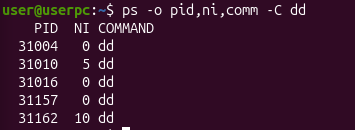 user@userpc:~$ ps -o pid,ni,comm -C dd
PID NI COMMAND
31004 0 dd
31010 5 dd
31016 0 dd
31157 0 dd
31162 10 dd